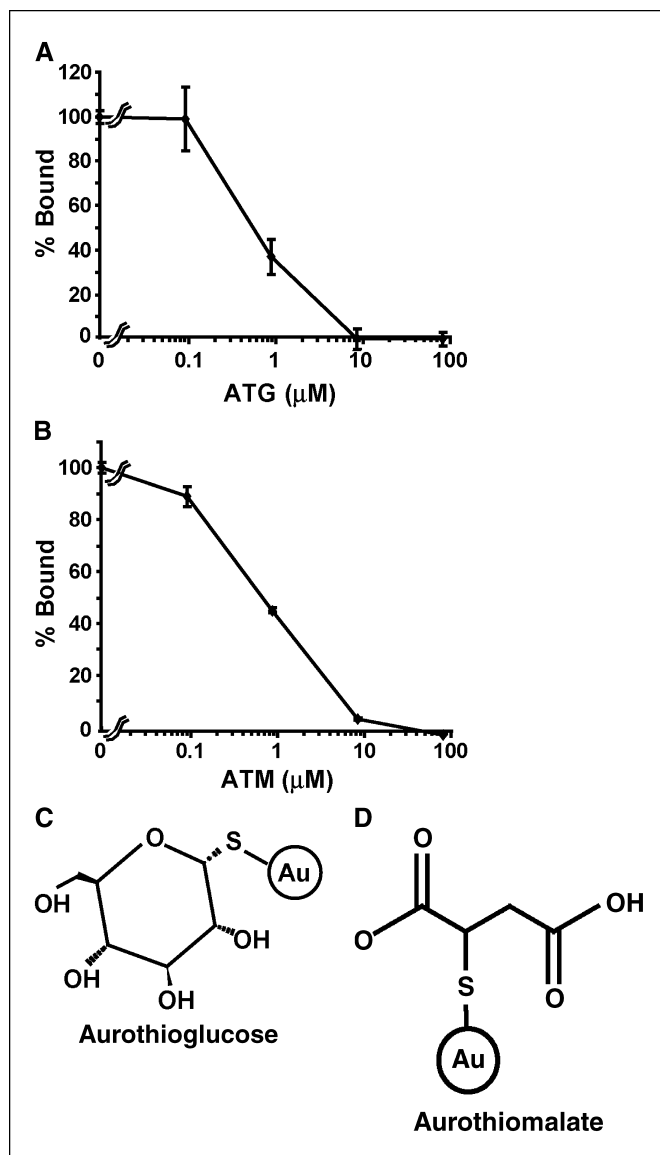 A
120
100
80
60
40
20
0
% Bound
0 0.1 1 10 100
ATG (μM)
B
100
80
60
40
20
0
% Bound
0 0.1 1 10 100
ATM (μM)
C
O
S
Au
OH
OH
OH
OH
Aurothioglucose
D
O
O
OH
S
O
Au
Aurothiomalate